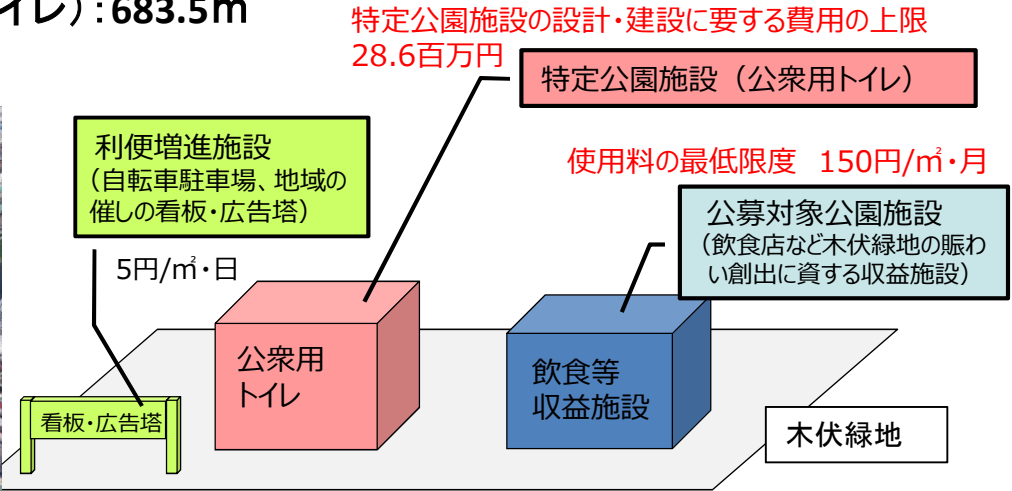 イレ）:683.5㎡
特定公園施設の設計・建設に要する費用の上限
28.6百万円
特定公園施設（公衆用トイレ）
利便増進施設
（自転車駐車場、地域の
催しの看板・広告塔）
使用料の最低限度　150円/㎡・月
公募対象公園施設
（飲食店など木伏緑地の賑わ
い創出に資する収益施設）
5円/㎡・日
公衆用
トイレ
飲食等
収益施設
看板・広告塔
木伏緑地